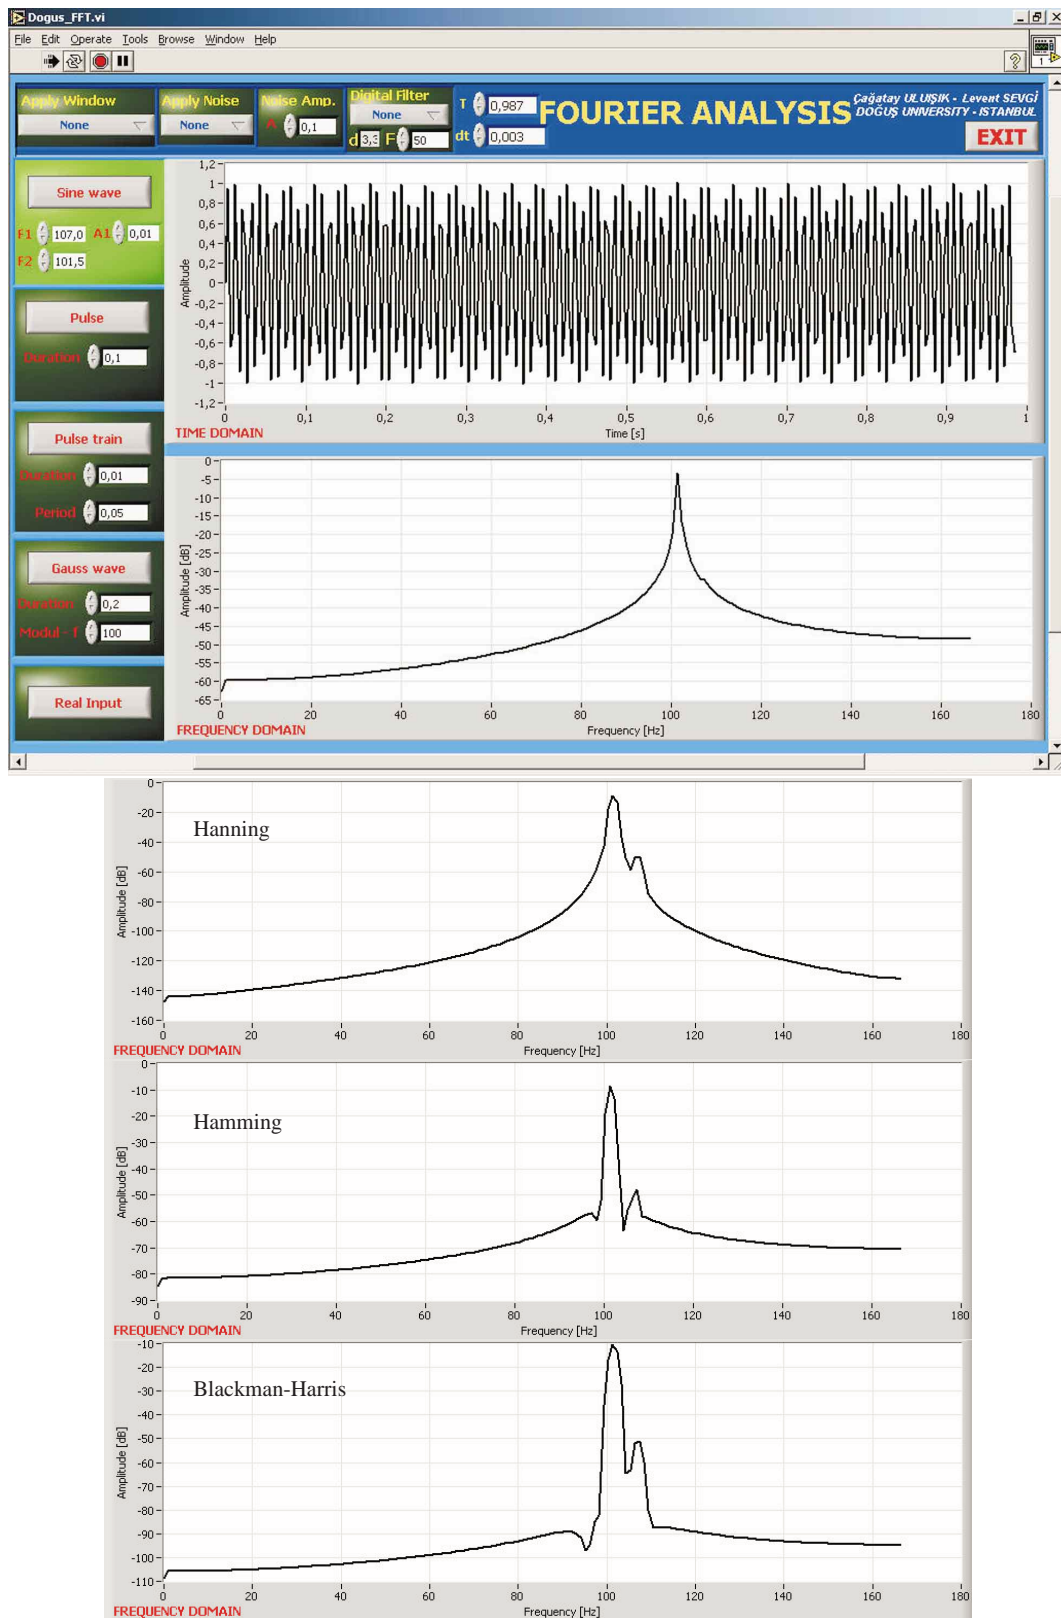 Dogus_FFT.vi
File Edit Operate Tools Browse Window Help
1
Apply Window
None
Apply Noise
None
Noise Amp.
A 0,1
Digital Filter
None
d 3,3 F 50
T 0,987
dt 0,003
FOURIER ANALYSIS
Çağatay ULUIŞIK - Levent SEVGİ
DOĞUŞ UNIVERSITY - ISTANBUL
EXIT
Sine wave
F1 107,0 A1 0,01
F2 101,5
Pulse
Duration 0,1
Pulse train
Duration 0,01
Period 0,05
Gauss wave
Duration 0,2
Modul - f 100
Real Input
1,2
1
0,8
0,6
0,4
0,2
0
-0,2
-0,4
-0,6
-0,8
-1
-1,2
Amplitude
0 0,1 0,2 0,3 0,4 0,5 0,6 0,7 0,8 0,9 1
TIME DOMAIN
Time [s]
0
-5
-10
-15
-20
-25
-30
-35
-40
-45
-50
-55
-60
-65
Amplitude [dB]
0 20 40 60 80 100 120 140 160 180
FREQUENCY DOMAIN
Frequency [Hz]
Hanning
0
-20
-40
-60
-80
-100
-120
-140
-160
Amplitude [dB]
0 20 40 60 80 100 120 140 160 180
FREQUENCY DOMAIN
Frequency [Hz]
Hamming
0
-10
-20
-30
-40
-50
-60
-70
-80
-90
Amplitude [dB]
0 20 40 60 80 100 120 140 160 180
FREQUENCY DOMAIN
Frequency [Hz]
Blackman-Harris
-10
-20
-30
-40
-50
-60
-70
-80
-90
-100
-110
Amplitude [dB]
0 20 40 60 80 100 120 140 160 180
FREQUENCY DOMAIN
Frequency [Hz]